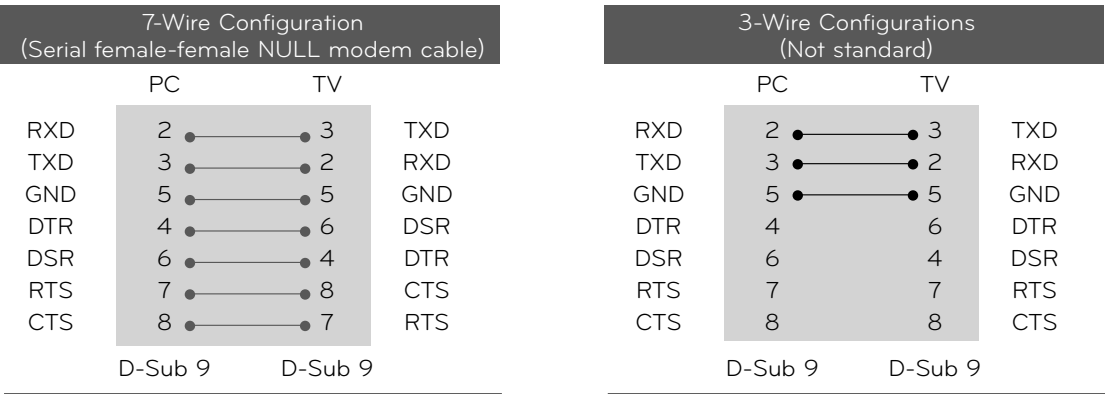 7-Wire Configuration
(Serial female-female NULL modem cable)
PC TV
RXD 2 3 TXD
TXD 3 2 RXD
GND 5 5 GND
DTR 4 6 DSR
DSR 6 4 DTR
RTS 7 8 CTS
CTS 8 7 RTS
D-Sub 9 D-Sub 9
3-Wire Configurations
(Not standard)
PC TV
RXD 2 3 TXD
TXD 3 2 RXD
GND 5 5 GND
DTR 4 6 DTR
DSR 6 4 DSR
RTS 7 7 RTS
CTS 8 8 CTS
D-Sub 9 D-Sub 9